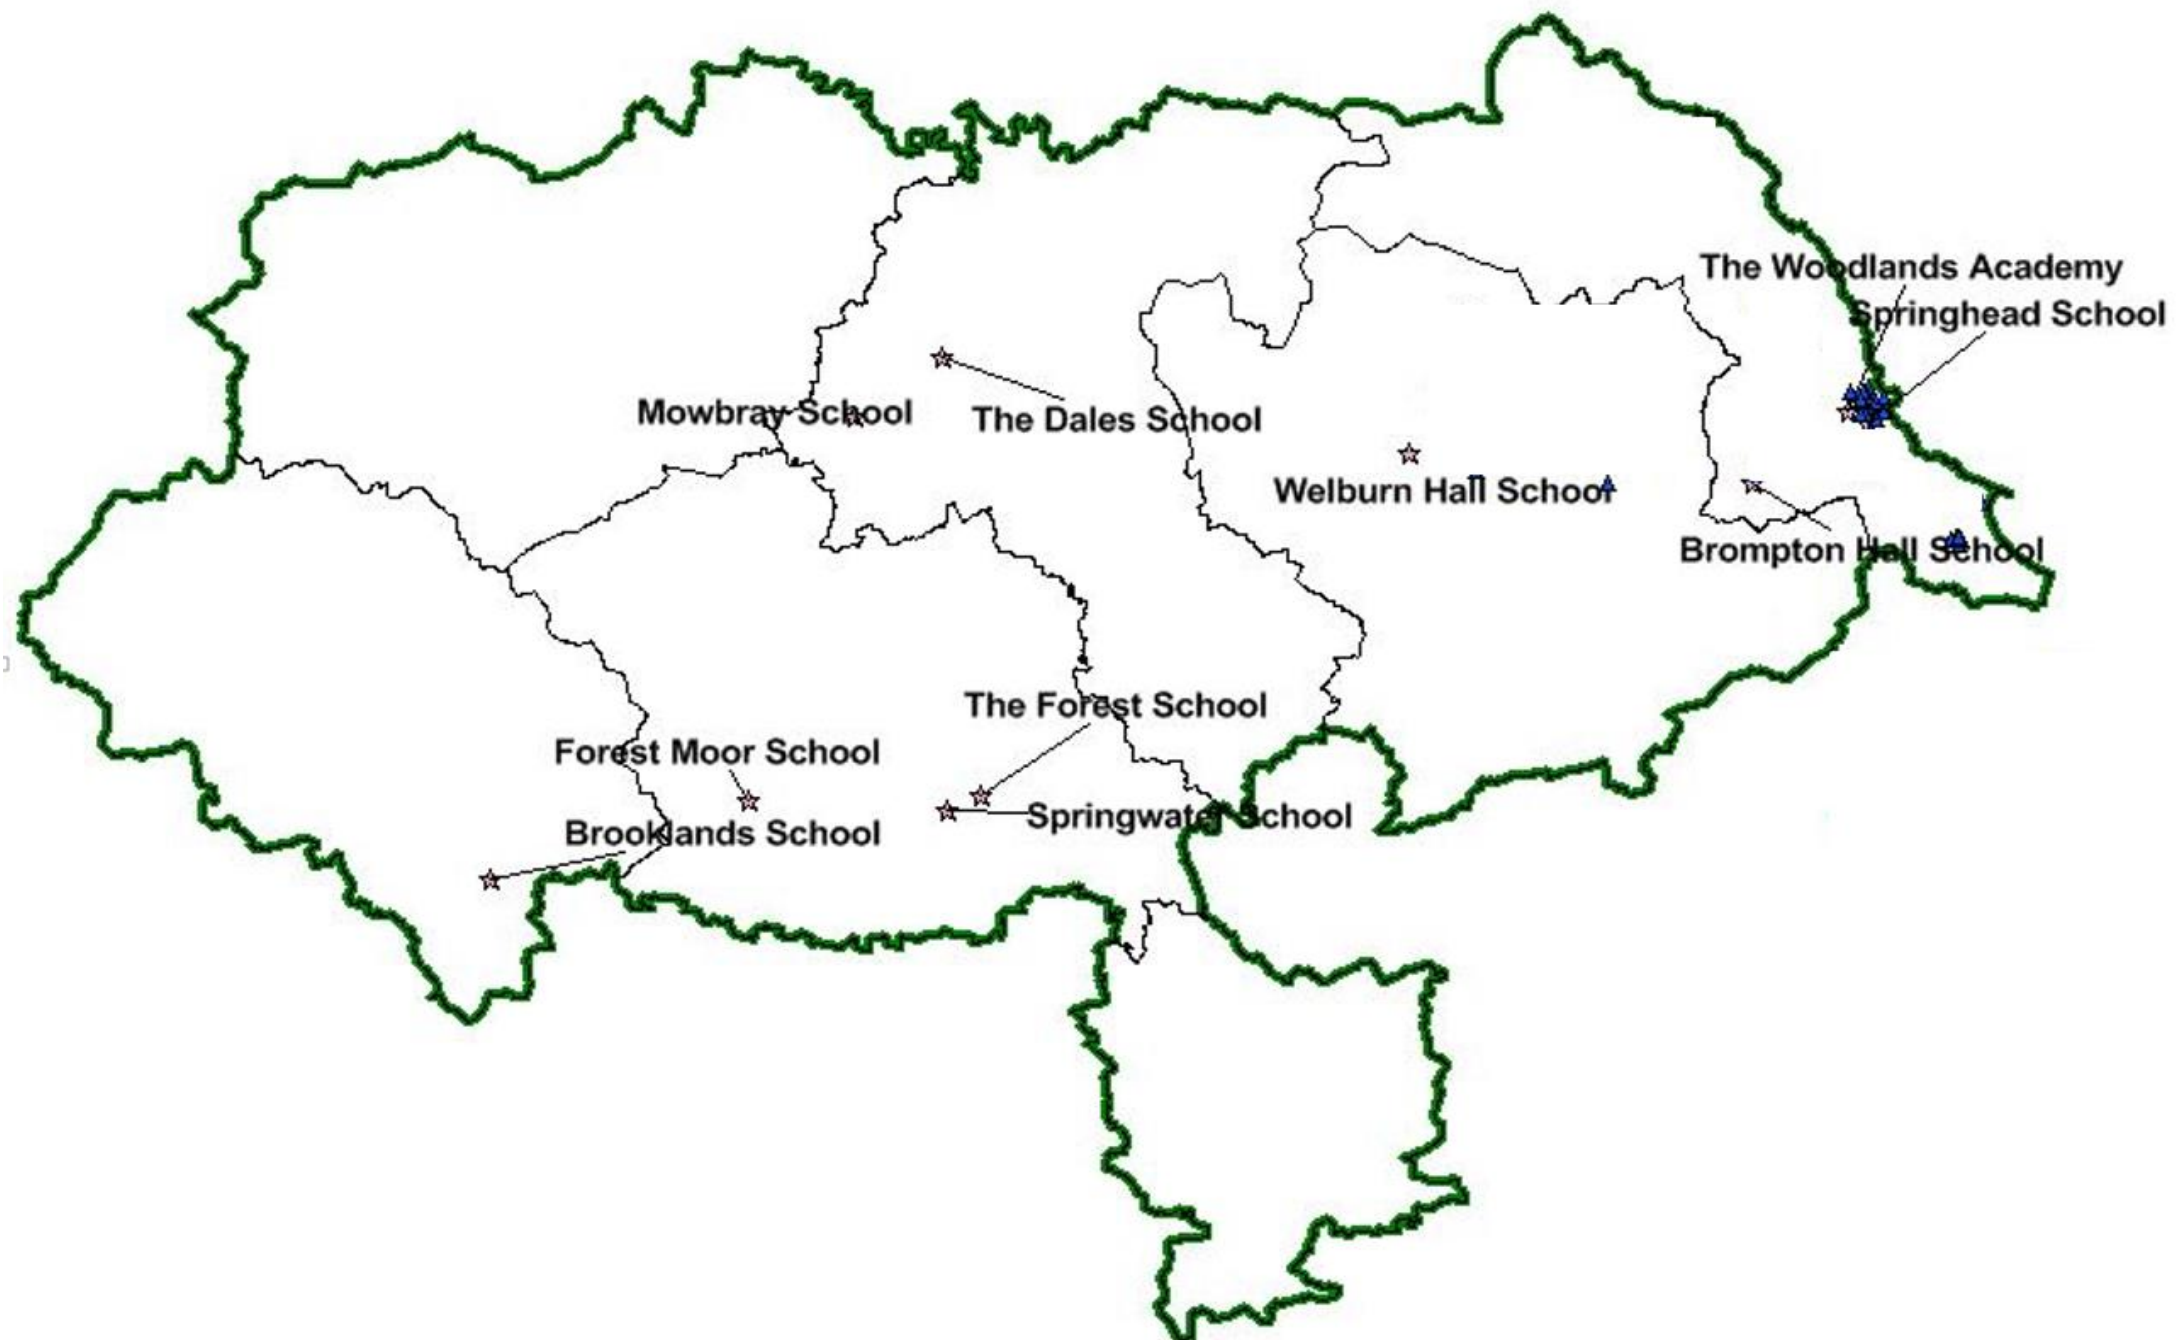 The Woodlands Academy
Springhead School
Mowbray School
The Dales School
Welburn Hall School
Brompton Hall School
The Forest School
Forest Moor School
Springwater School
Brooklands School